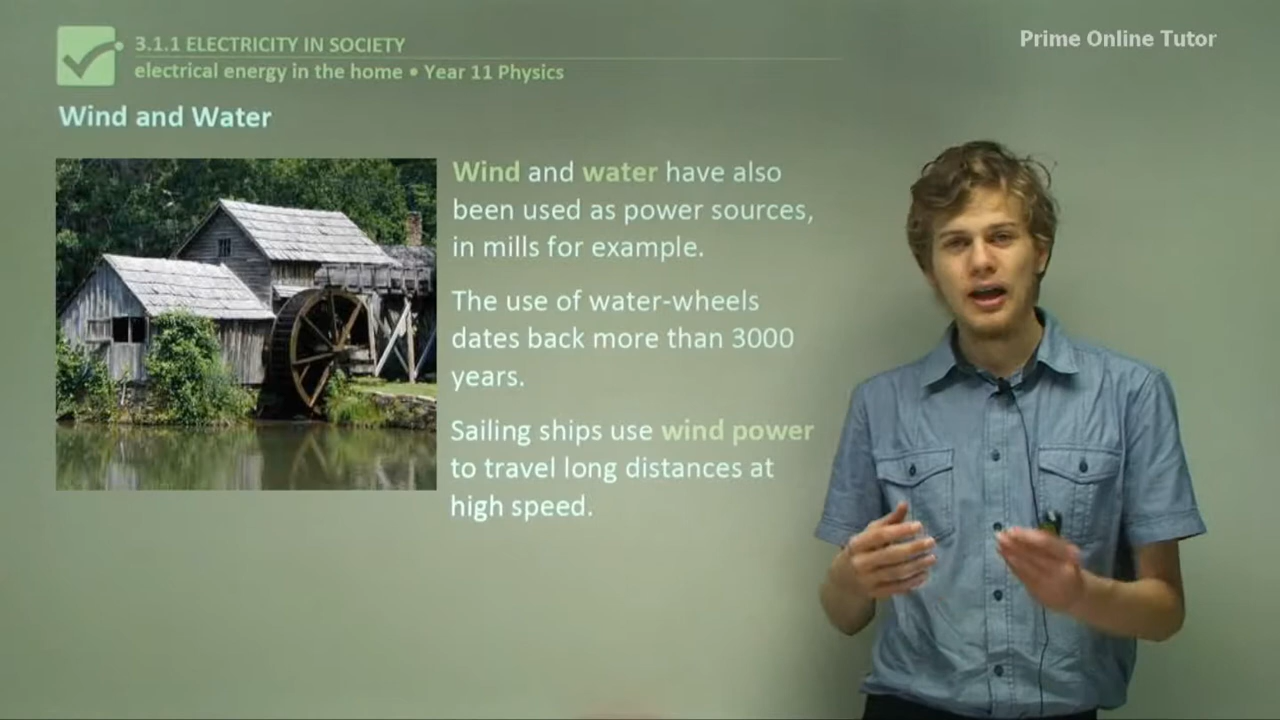 3.1.1 ELECTRICITY IN SOCIETY
electrical energy in the home • Year 11 Physics
Prime Online Tutor
Wind and Water
Wind and water have also
been used as power sources,
in mills for example.
The use of water-wheels
dates back more than 3000
years.
Sailing ships use wind power
to travel long distances at
high speed.